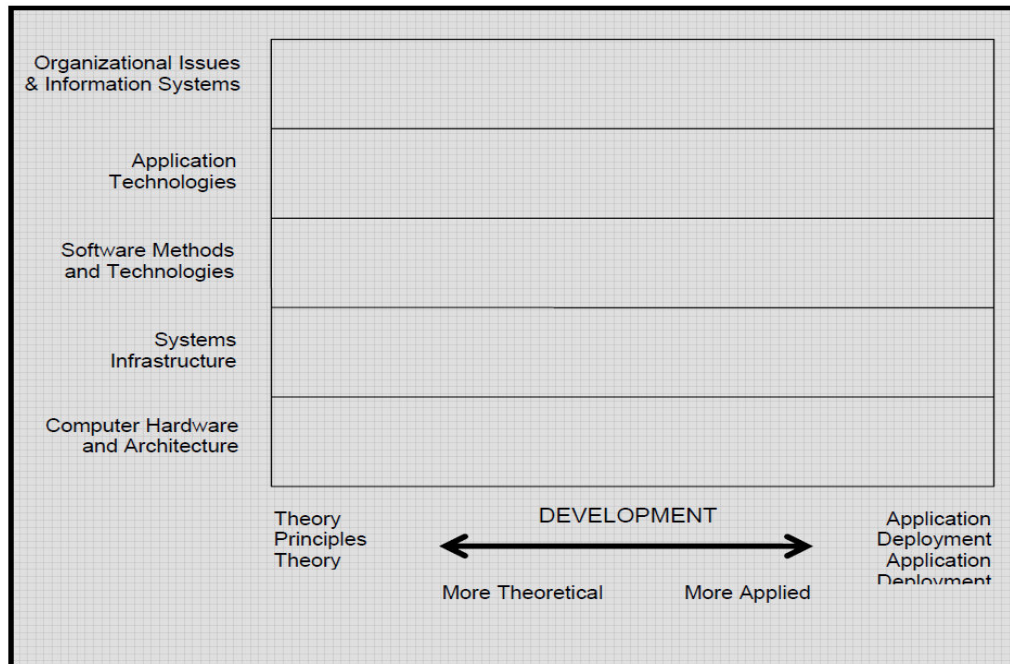 Organizational Issues
& Information Systems
Application
Technologies
Software Methods
and Technologies
Systems
Infrastructure
Computer Hardware
and Architecture
Theory
Principles
Theory
DEVELOPMENT
More Theoretical
More Applied
Application
Deployment
Application
Deployment